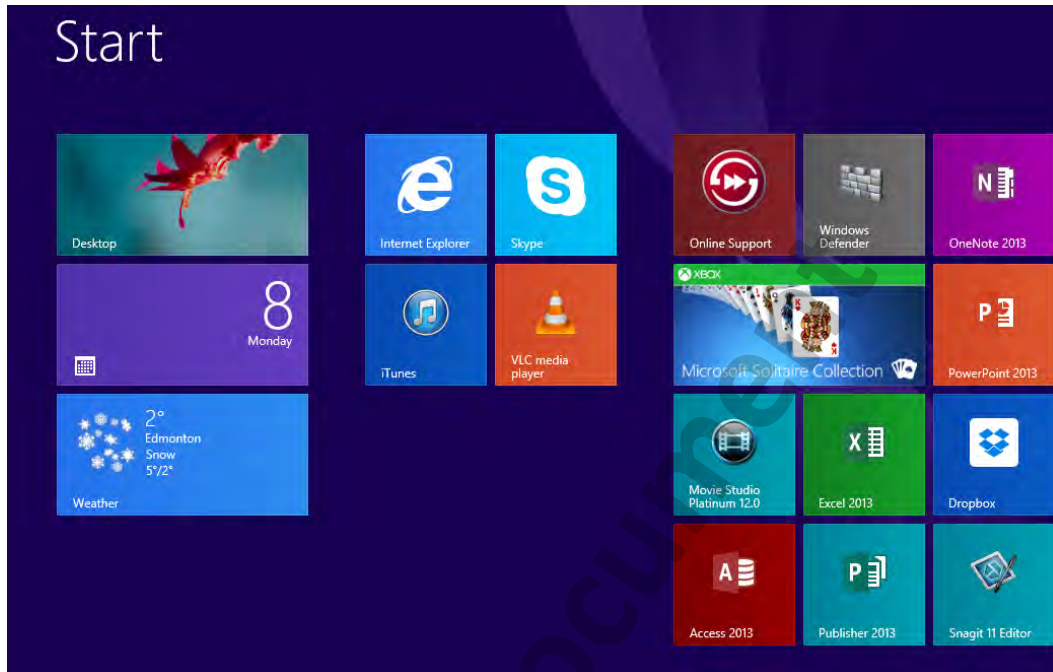 Start
Desktop
8
Monday
2°
Edmonton
Snow
5°/2°
Weather
Internet Explorer
Skype
iTunes
VLC media
player
Online Support
Windows
Defender
N
OneNote 2013
XBOX
Microsoft Solitaire Collection
P
PowerPoint 2013
Movie Studio
Platinum 12.0
X
Excel 2013
Dropbox
A
Access 2013
P
Publisher 2013
Snagit 11 Editor